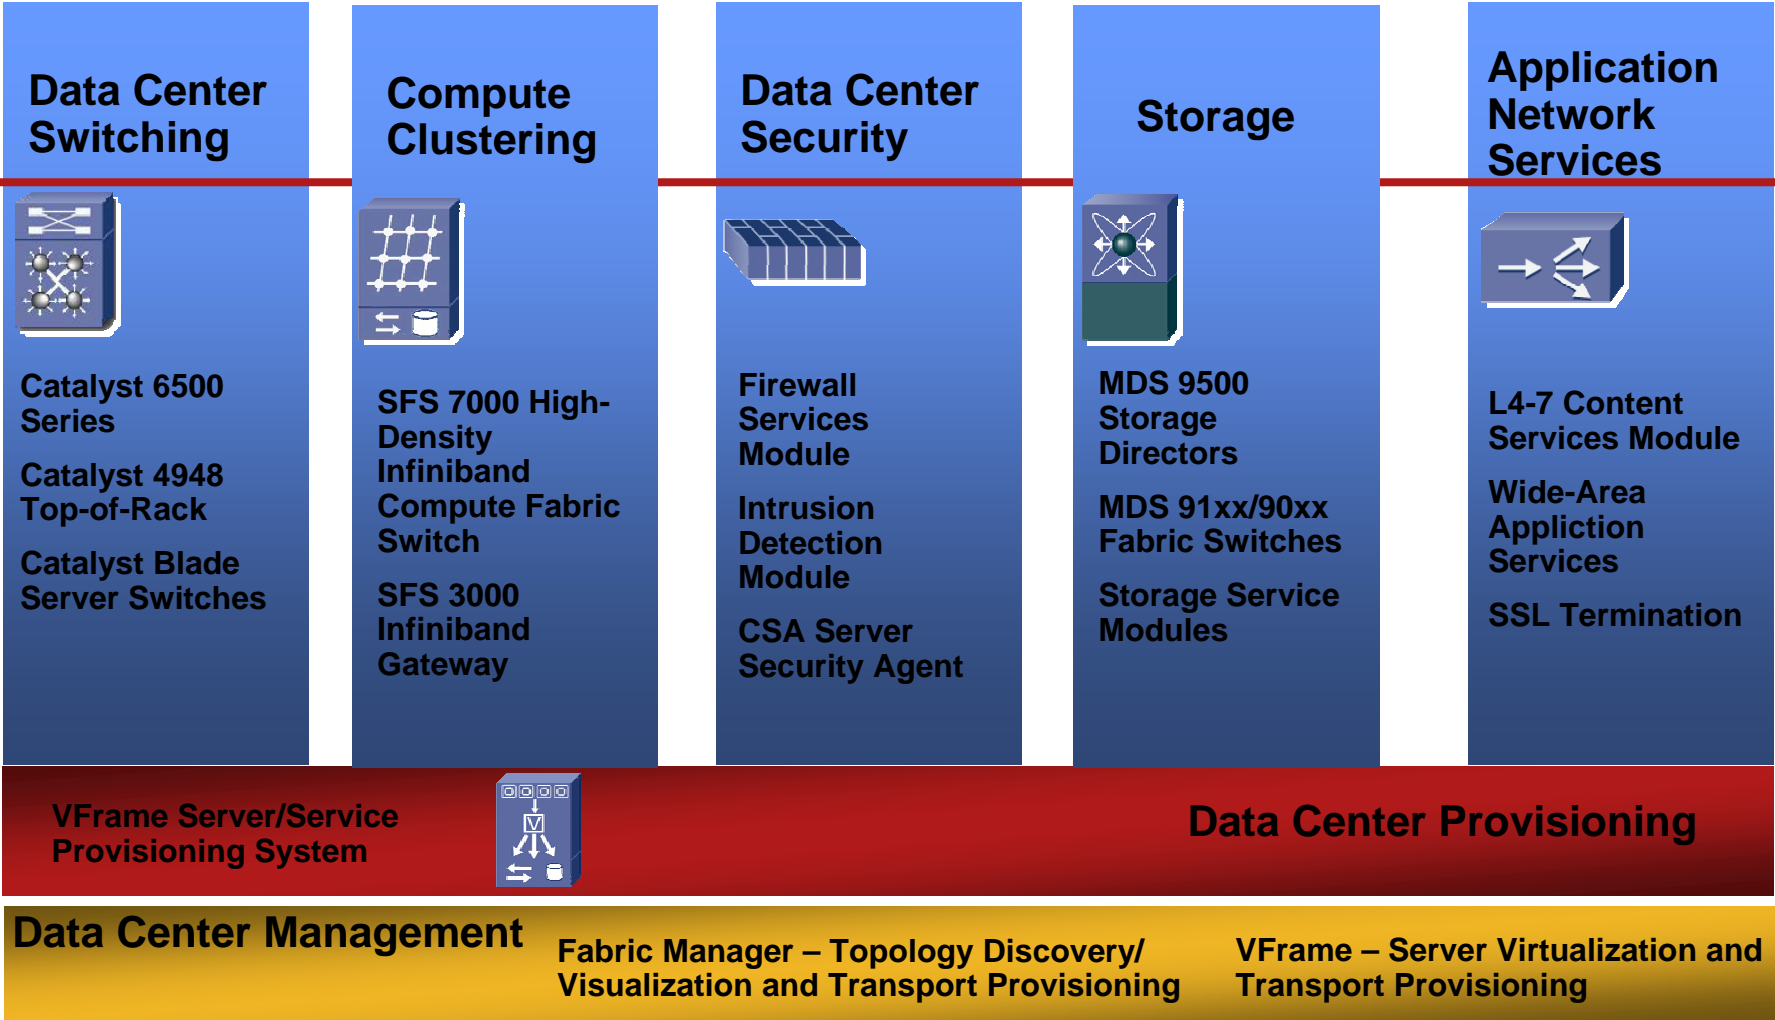 Data Center
Switching
Compute
Clustering
Data Center
Security
Storage
Application
Network
Services
Catalyst 6500
Series
Catalyst 4948
Top-of-Rack
Catalyst Blade
Server Switches
SFS 7000 High-
Density
Infiniband
Compute Fabric
Switch
SFS 3000
Infiniband
Gateway
Firewall
Services
Module
Intrusion
Detection
Module
CSA Server
Security Agent
MDS 9500
Storage
Directors
MDS 91xx/90xx
Fabric Switches
Storage Service
Modules
L4-7 Content
Services Module
Wide-Area
Appliction
Services
SSL Termination
VFrame Server/Service
Provisioning System
V
Data Center Provisioning
Data Center Management
Fabric Manager – Topology Discovery/
Visualization and Transport Provisioning
VFrame – Server Virtualization and
Transport Provisioning